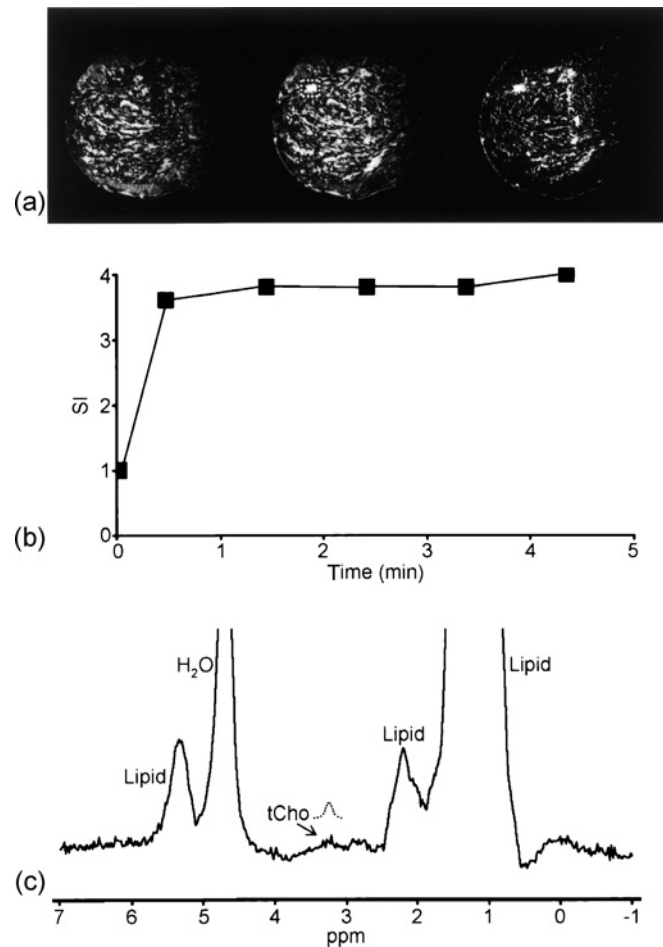 (a)
(b)
SI
4
3
2
1
0
0 1 2 3 4 5
Time (min)
(c)
H₂O
Lipid
Lipid
Lipid
tCho
7 6 5 4 3 2 1 0 -1
ppm